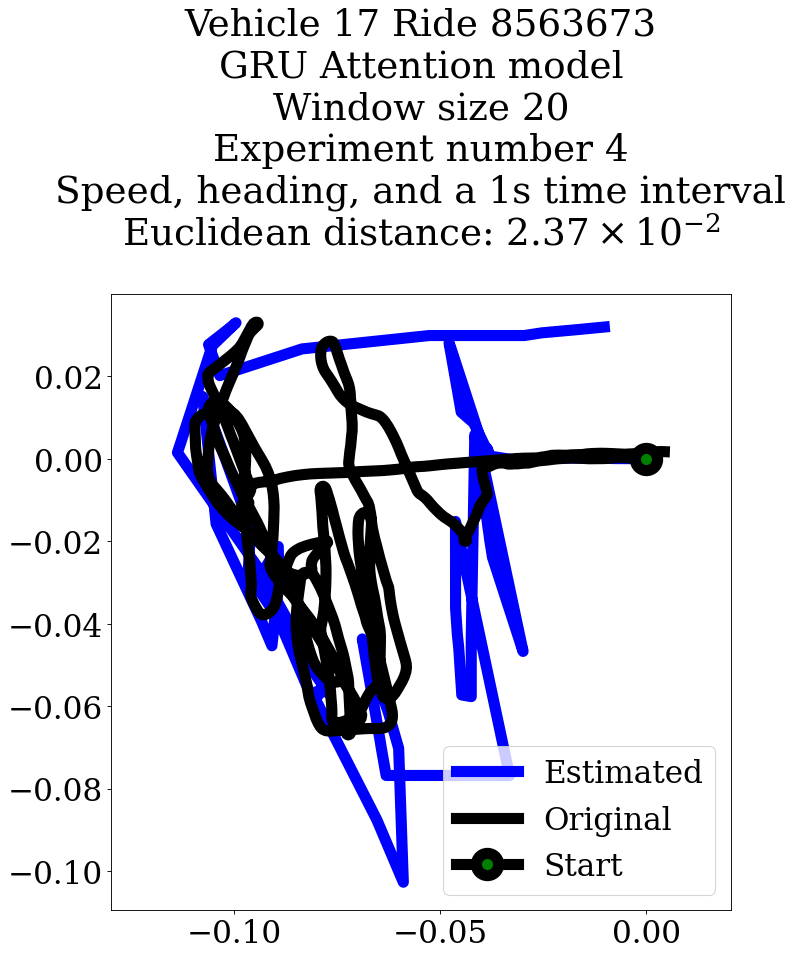 Vehicle 17 Ride 8563673
GRU Attention model
Window size 20
Experiment number 4
Speed, heading, and a 1s time interval
Euclidean distance: 2.37 × 10⁻²
0.02
0.00
−0.02
−0.04
−0.06
−0.08
−0.10
Estimated
Original
Start
−0.10
−0.05
0.00